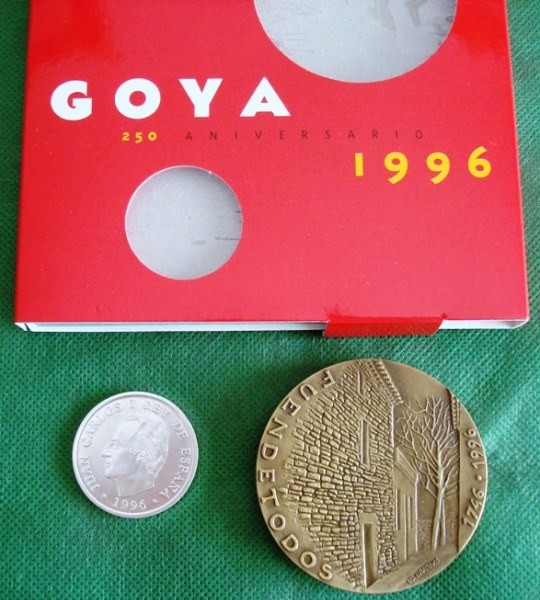 GOYA
250 ANIVERSARIO
1996
JUAN CARLOS I REY DE ESPAÑA
· 1996 ·
FUENDETODOS
1746 · 1996